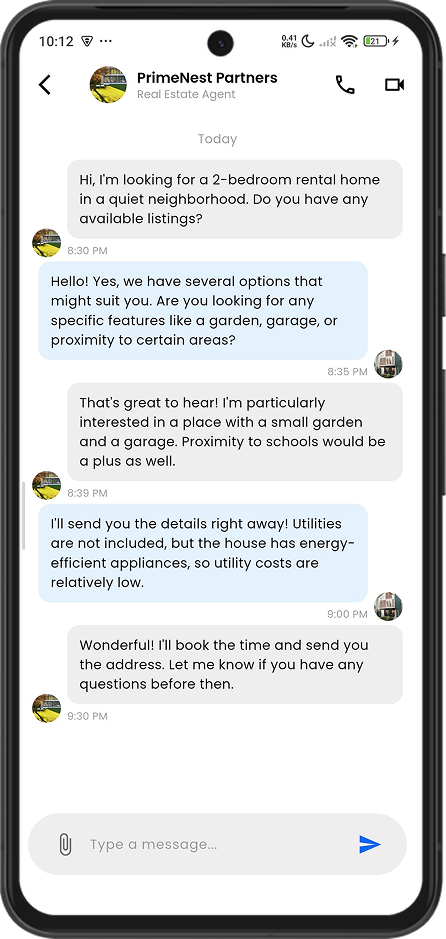 10:12
0.41
KB/s
21
PrimeNest Partners
Real Estate Agent
Today
Hi, I'm looking for a 2-bedroom rental home
in a quiet neighborhood. Do you have any
available listings?
8:30 PM
Hello! Yes, we have several options that
might suit you. Are you looking for any
specific features like a garden, garage, or
proximity to certain areas?
8:35 PM
That's great to hear! I'm particularly
interested in a place with a small garden
and a garage. Proximity to schools would be
a plus as well.
8:39 PM
I'll send you the details right away! Utilities
are not included, but the house has energy-
efficient appliances, so utility costs are
relatively low.
9:00 PM
Wonderful! I'll book the time and send you
the address. Let me know if you have any
questions before then.
9:30 PM
Type a message...